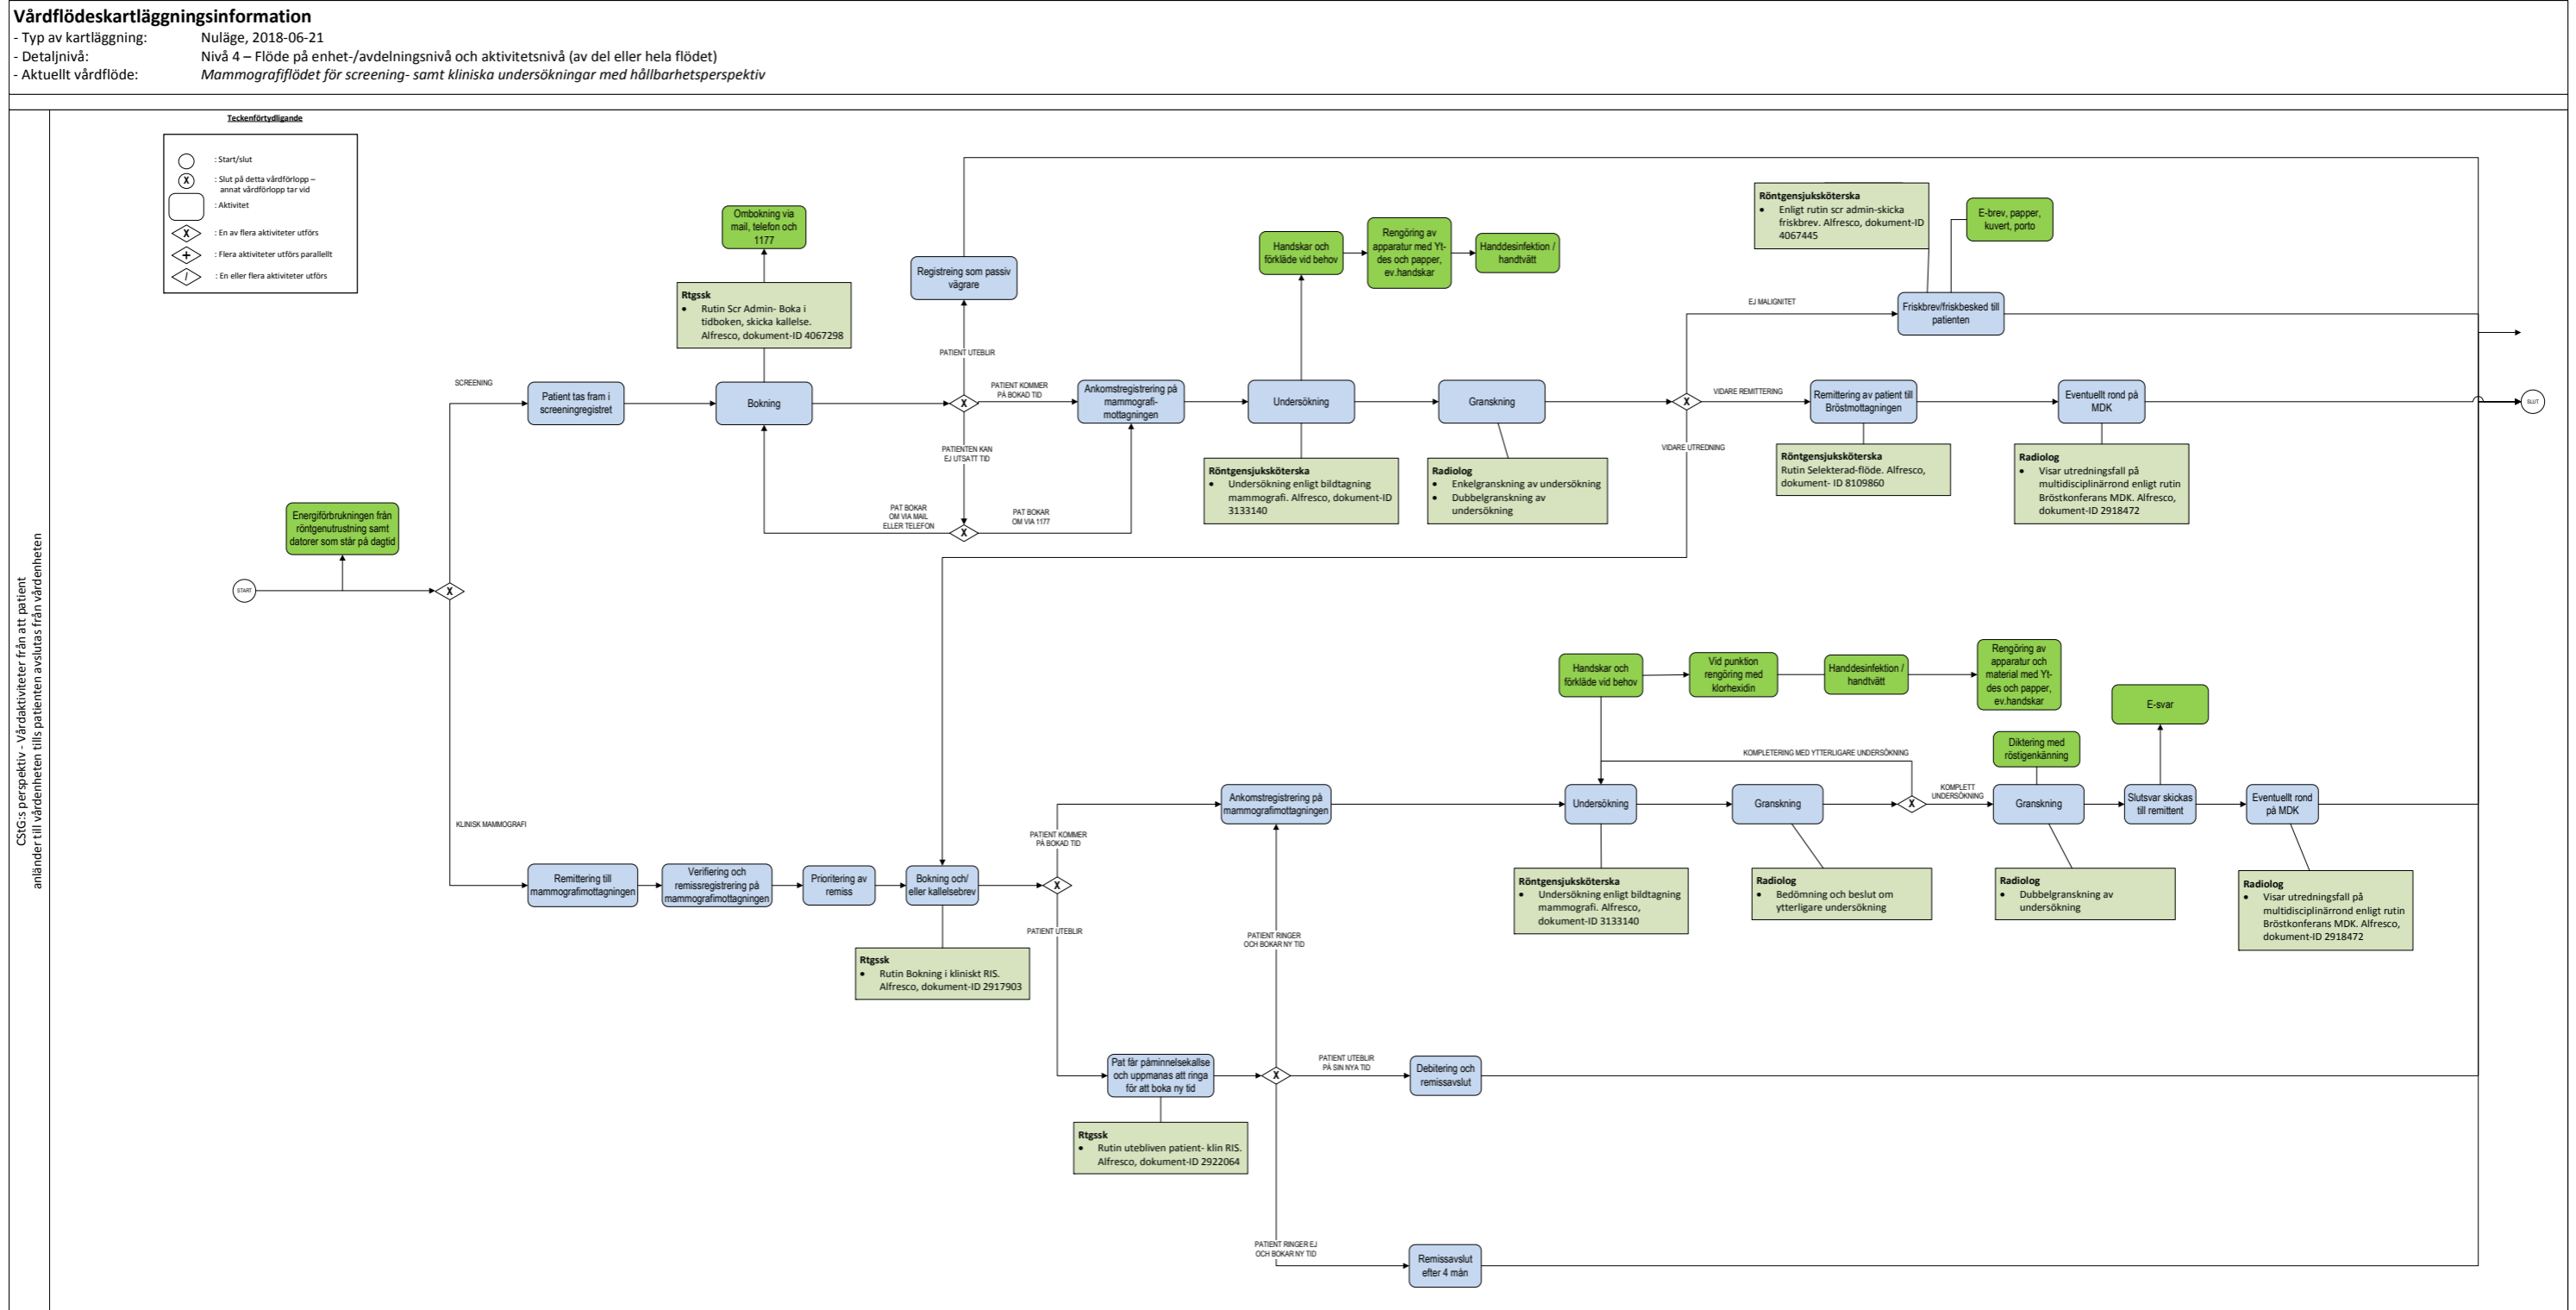 Vårdflödeskartläggningsinformation
- Typ av kartläggning: Nuläge, 2018-06-21
- Detaljnivå: Nivå 4 – Flöde på enhet-/avdelningsnivå och aktivitetsnivå (av del eller hela flödet)
- Aktuellt vårdflöde: Mammografiflödet för screening- samt kliniska undersökningar med hållbarhetsperspektiv
CStG:s perspektiv - Vårdaktiviteter från att patient
anländer till vårdenheten tills patienten avslutas från vårdenheten
Teckenförtydligande
: Start/slut
X
: Slut på detta vårdförlopp –
annat vårdförlopp tar vid
: Aktivitet
X
: En av flera aktiviteter utförs
+
: Flera aktiviteter utförs parallellt
/
: En eller flera aktiviteter utförs
START
Energiförbrukningen från
röntgenutrustning samt
datorer som står på dagtid
X
SCREENING
Patient tas fram i
screeningregistret
Bokning
Rtgssk
• Rutin Scr Admin- Boka i
tidboken, skicka kallelse.
Alfresco, dokument-ID 4067298
Ombokning via
mail, telefon och
1177
X
PATIENT UTEBLIR
Registreing som passiv
vägrare
PATIENT KOMMER
PÅ BOKAD TID
PATIENTEN KAN
EJ UTSATT TID
X
PAT BOKAR
OM VIA MAIL
ELLER TELEFON
PAT BOKAR
OM VIA 1177
Ankomstregistrering på
mammografi-
mottagningen
Undersökning
Handskar och
förkläde vid behov
Rengöring av
apparatur med Yt-
des och papper,
ev.handskar
Handdesinfektion /
handtvätt
Röntgensjuksköterska
• Undersökning enligt bildtagning
mammografi. Alfresco, dokument-ID
3133140
Granskning
Radiolog
• Enkelgranskning av undersökning
• Dubbelgranskning av
undersökning
X
EJ MALIGNITET
Friskbrev/friskbesked till
patienten
Röntgensjuksköterska
• Enligt rutin scr admin-skicka
friskbrev. Alfresco, dokument-ID
4067445
E-brev, papper,
kuvert, porto
VIDARE REMITTERING
Remittering av patient till
Bröstmottagningen
Röntgensjuksköterska
Rutin Selekterad-flöde. Alfresco,
dokument- ID 8109860
Eventuellt rond på
MDK
Radiolog
• Visar utredningsfall på
multidisciplinärrond enligt rutin
Bröstkonferans MDK. Alfresco,
dokument-ID 2918472
VIDARE UTREDNING
SLUT
KLINISK MAMMOGRAFI
Remittering till
mammografimottagningen
Verifiering och
remissregistrering på
mammografimottagningen
Prioritering av
remiss
Bokning och/
eller kallelsebrev
Rtgssk
• Rutin Bokning i kliniskt RIS.
Alfresco, dokument-ID 2917903
X
PATIENT KOMMER
PÅ BOKAD TID
PATIENT UTEBLIR
Ankomstregistrering på
mammografimottagningen
Undersökning
Handskar och
förkläde vid behov
Vid punktion
rengöring med
klorhexidin
Handdesinfektion /
handtvätt
Rengöring av
apparatur och
material med Yt-
des och papper,
ev.handskar
Röntgensjuksköterska
• Undersökning enligt bildtagning
mammografi. Alfresco,
dokument-ID 3133140
Granskning
Radiolog
• Bedömning och beslut om
ytterligare undersökning
KOMPLETERING MED YTTERLIGARE UNDERSÖKNING
X
KOMPLETT
UNDERSÖKNING
Granskning
Diktering med
röstigenkänning
Radiolog
• Dubbelgranskning av
undersökning
Slutsvar skickas
till remittent
E-svar
Eventuellt rond
på MDK
Radiolog
• Visar utredningsfall på
multidisciplinärrond enligt rutin
Bröstkonferans MDK. Alfresco,
dokument-ID 2918472
Pat får påminnelsekallse
och uppmanas att ringa
för att boka ny tid
Rtgssk
• Rutin utebliven patient- klin RIS.
Alfresco, dokument-ID 2922064
X
PATIENT RINGER
OCH BOKAR NY TID
PATIENT UTEBLIR
PÅ SIN NYA TID
Debitering och
remissavslut
PATIENT RINGER EJ
OCH BOKAR NY TID
Remissavslut
efter 4 mån